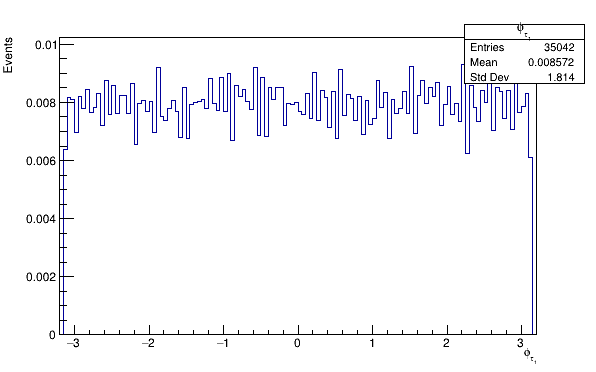 ϕτ₁
Entries 35042
Mean 0.008572
Std Dev 1.814
Events
0.01
0.008
0.006
0.004
0.002
0
−3 −2 −1 0 1 2 3
ϕτ₁